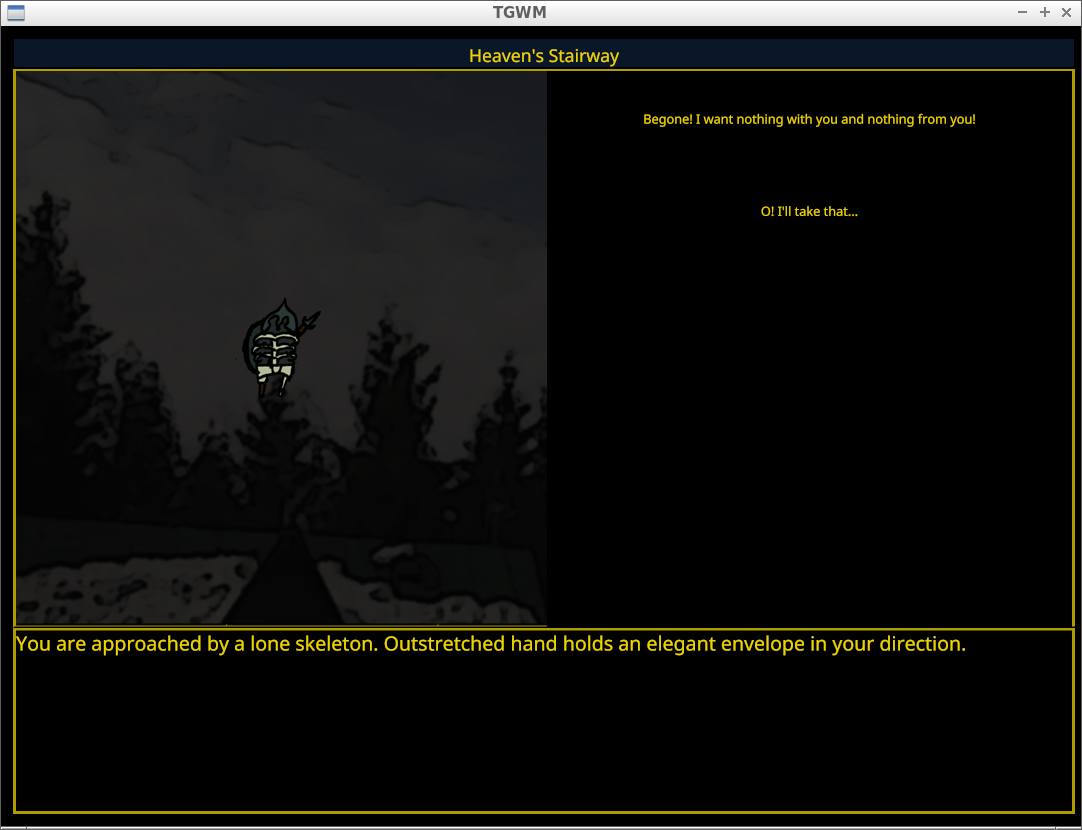 TGWM
Heaven's Stairway
Begone! I want nothing with you and nothing from you!
O! I'll take that...
You are approached by a lone skeleton. Outstretched hand holds an elegant envelope in your direction.